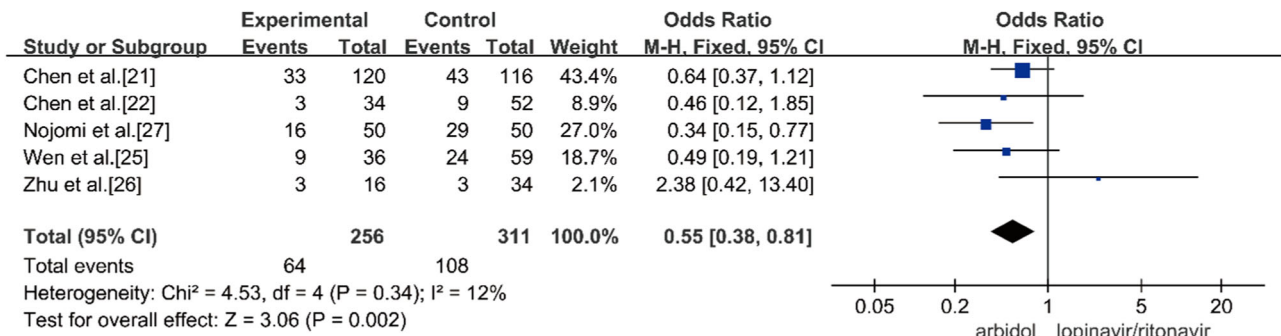 Experimental Control Odds Ratio Odds Ratio
Study or Subgroup Events Total Events Total Weight M-H, Fixed, 95% CI M-H, Fixed, 95% CI
Chen et al.[21] 33 120 43 116 43.4% 0.64 [0.37, 1.12]
Chen et al.[22] 3 34 9 52 8.9% 0.46 [0.12, 1.85]
Nojomi et al.[27] 16 50 29 50 27.0% 0.34 [0.15, 0.77]
Wen et al.[25] 9 36 24 59 18.7% 0.49 [0.19, 1.21]
Zhu et al.[26] 3 16 3 34 2.1% 2.38 [0.42, 13.40]
Total (95% CI) 256 311 100.0% 0.55 [0.38, 0.81]
Total events 64 108
Heterogeneity: Chi² = 4.53, df = 4 (P = 0.34); I² = 12%
Test for overall effect: Z = 3.06 (P = 0.002)
0.05 0.2 1 5 20
arbidol lopinavir/ritonavir